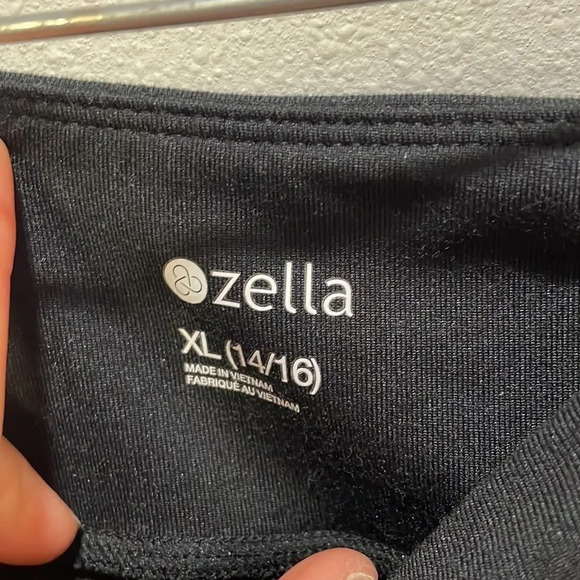 zella
XL (14/16)
MADE IN VIETNAM
FABRIQUÉ AU VIETNAM